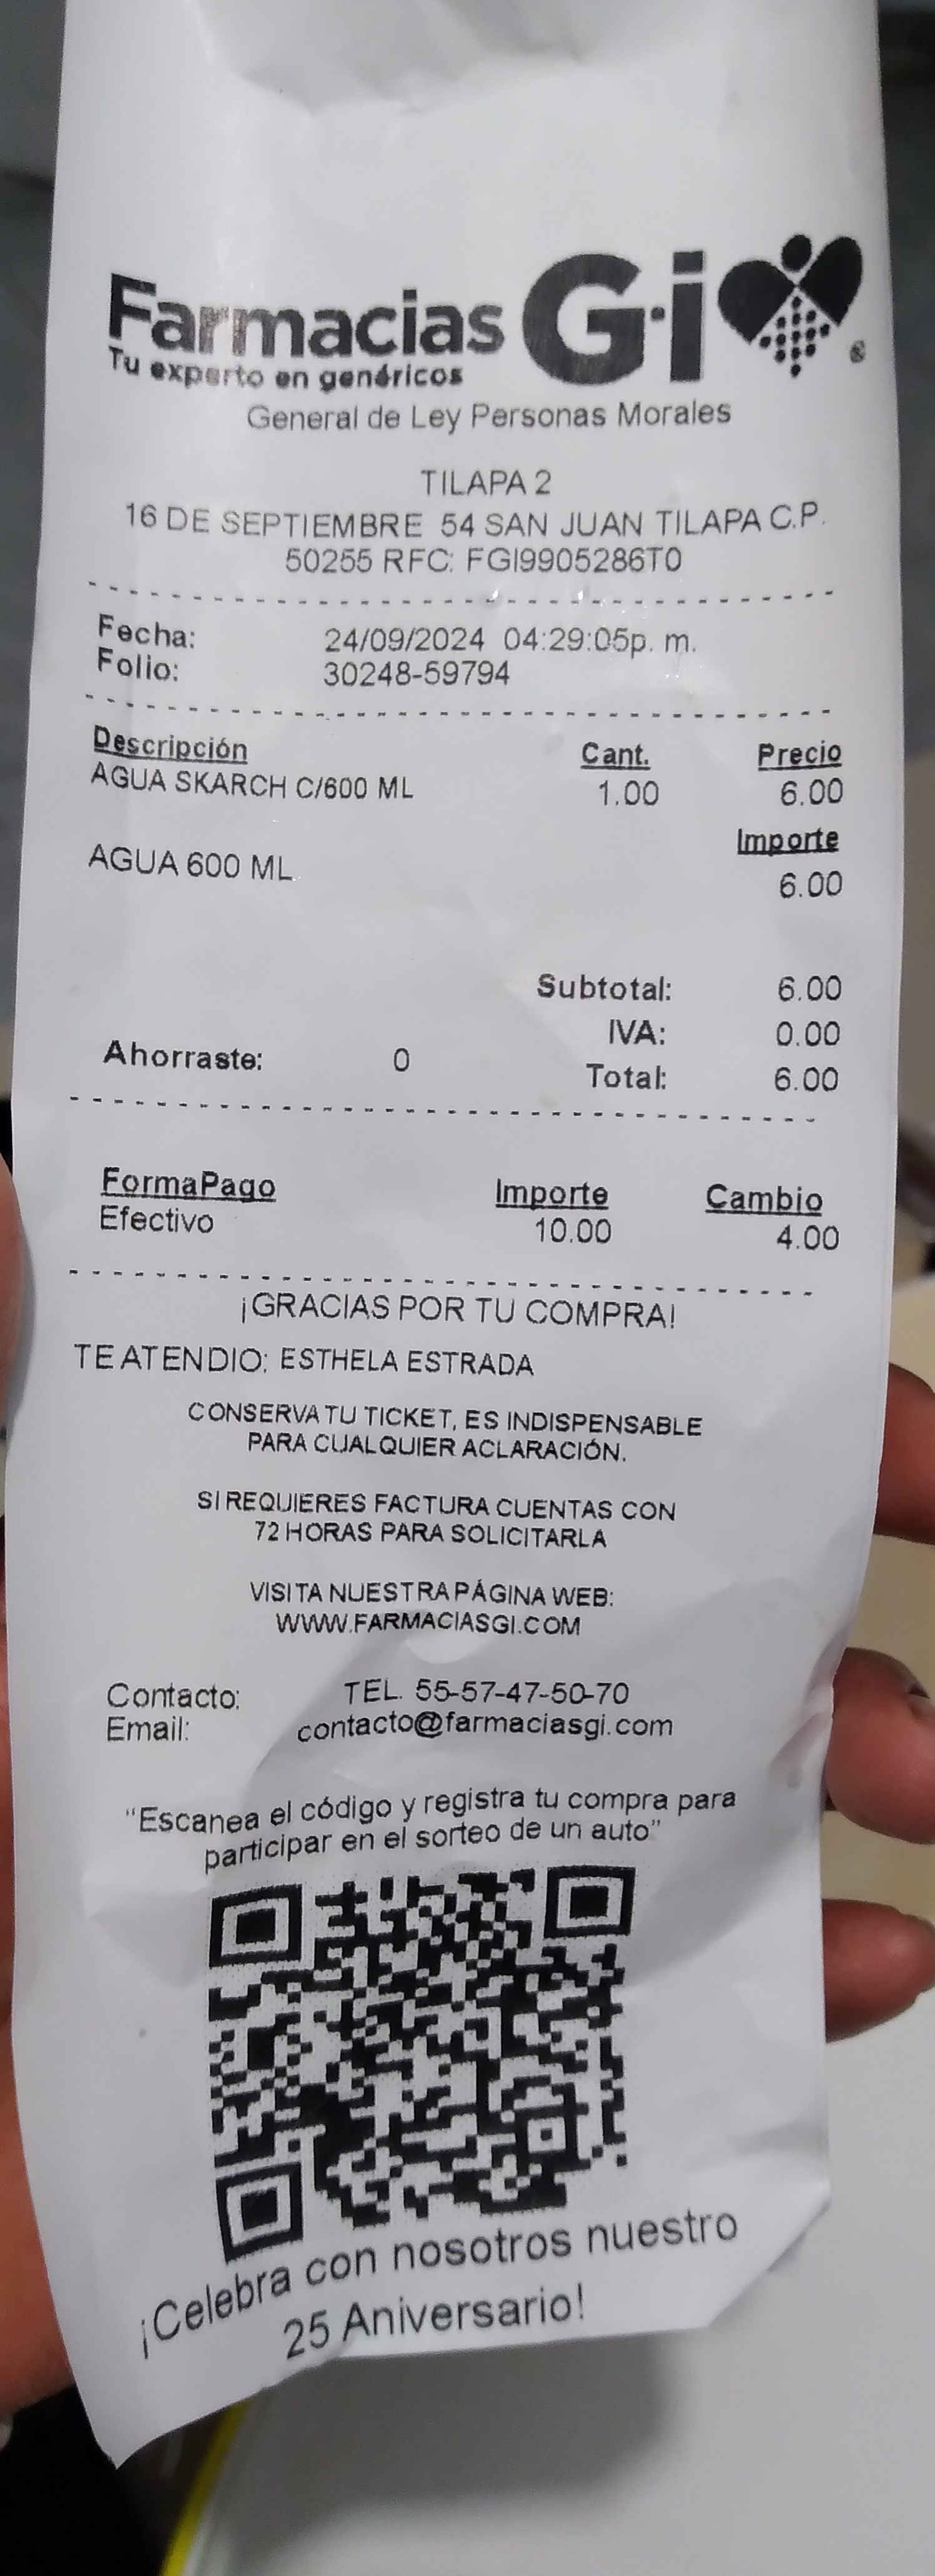 Farmacias G·i ®
Tu experto en genéricos
General de Ley Personas Morales
TILAPA 2
16 DE SEPTIEMBRE 54 SAN JUAN TILAPA C.P.
50255 RFC: FGI9905286T0
Fecha: 24/09/2024 04:29:05p. m.
Folio: 30248-59794
Descripción Cant. Precio
AGUA SKARCH C/600 ML 1.00 6.00
Importe
AGUA 600 ML 6.00
Subtotal: 6.00
IVA: 0.00
Ahorraste: 0 Total: 6.00
FormaPago Importe Cambio
Efectivo 10.00 4.00
¡GRACIAS POR TU COMPRA!
TE ATENDIO: ESTHELA ESTRADA
CONSERVA TU TICKET, ES INDISPENSABLE
PARA CUALQUIER ACLARACIÓN.
SI REQUIERES FACTURA CUENTAS CON
72 HORAS PARA SOLICITARLA
VISITA NUESTRA PÁGINA WEB:
WWW.FARMACIASGI.COM
Contacto: TEL. 55-57-47-50-70
Email: contacto@farmaciasgi.com
"Escanea el código y registra tu compra para
participar en el sorteo de un auto"
¡Celebra con nosotros nuestro
25 Aniversario!